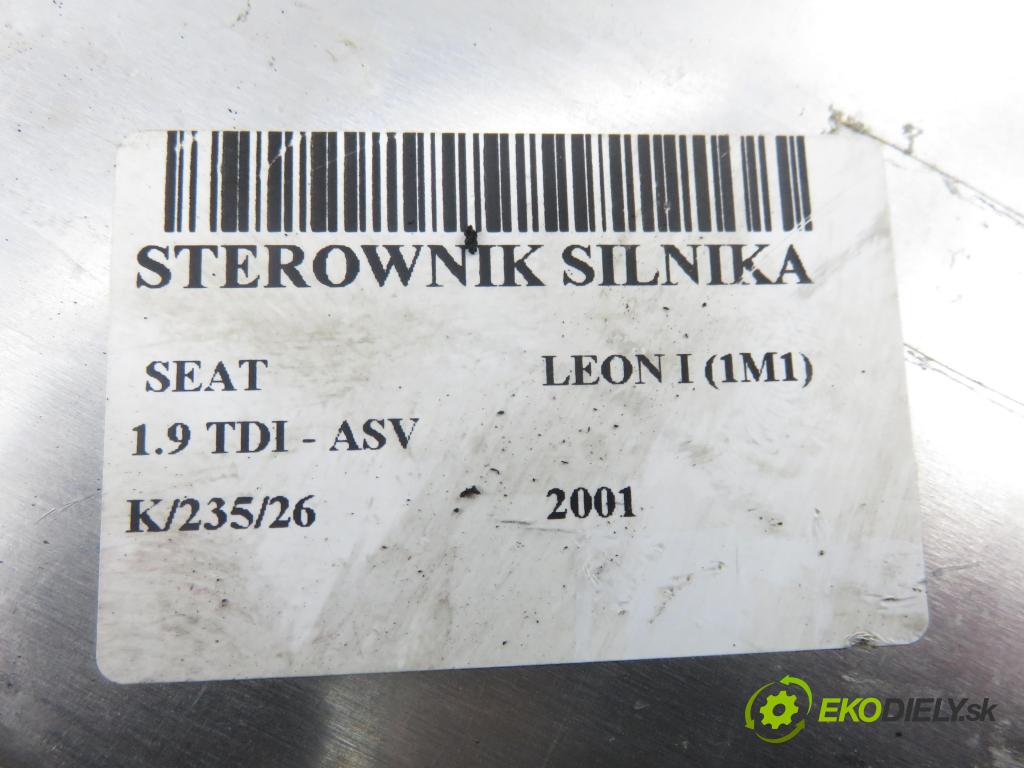 STEROWNIK SILNIKA
SEAT LEON I (1M1)
1.9 TDI - ASV
K/235/26 2001
EKODIELY.sk